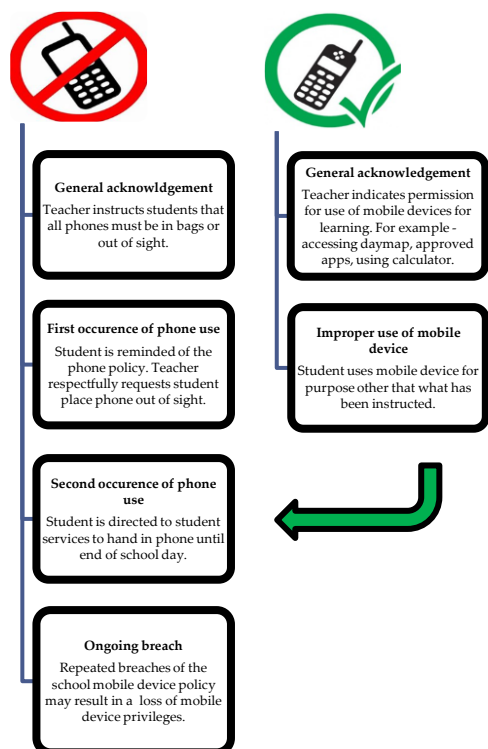 General acknowldgement
Teacher instructs students that
all phones must be in bags or
out of sight.
First occurence of phone use
Student is reminded of the
phone policy. Teacher
respectfully requests student
place phone out of sight.
Second occurence of phone
use
Student is directed to student
services to hand in phone until
end of school day.
Ongoing breach
Repeated breaches of the
school mobile device policy
may result in a loss of mobile
device privileges.
General acknowledgement
Teacher indicates permission
for use of mobile devices for
learning. For example -
accessing daymap, approved
apps, using calculator.
Improper use of mobile
device
Student uses mobile device for
purpose other that what has
been instructed.